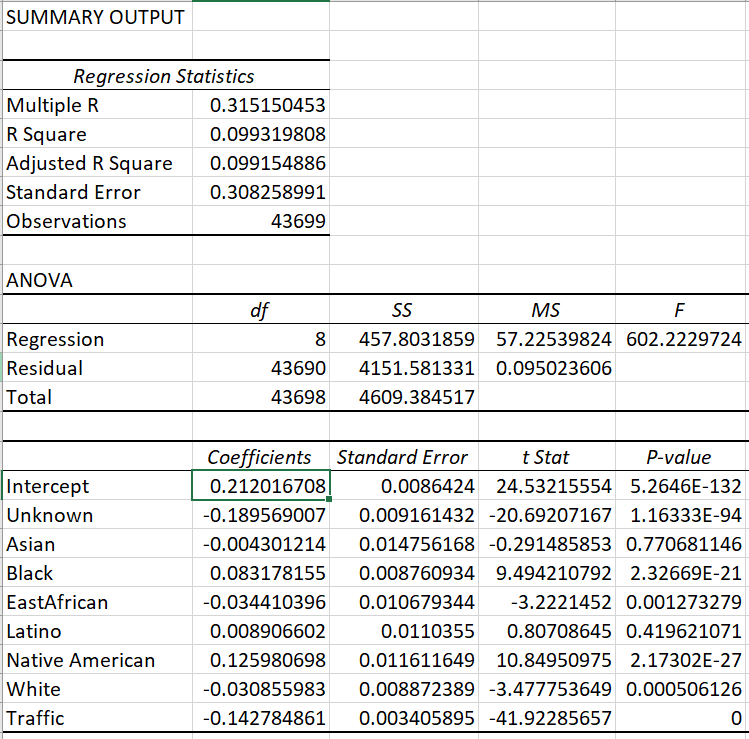 SUMMARY OUTPUT
Regression Statistics
Multiple R 0.315150453
R Square 0.099319808
Adjusted R Square 0.099154886
Standard Error 0.308258991
Observations 43699
ANOVA
df SS MS F
Regression 8 457.8031859 57.22539824 602.2229724
Residual 43690 4151.581331 0.095023606
Total 43698 4609.384517
Coefficients Standard Error t Stat P-value
Intercept 0.212016708 0.0086424 24.53215554 5.2646E-132
Unknown -0.189569007 0.009161432 -20.69207167 1.16333E-94
Asian -0.004301214 0.014756168 -0.291485853 0.770681146
Black 0.083178155 0.008760934 9.494210792 2.32669E-21
EastAfrican -0.034410396 0.010679344 -3.2221452 0.001273279
Latino 0.008906602 0.0110355 0.80708645 0.419621071
Native American 0.125980698 0.011611649 10.84950975 2.17302E-27
White -0.030855983 0.008872389 -3.477753649 0.000506126
Traffic -0.142784861 0.003405895 -41.92285657 0